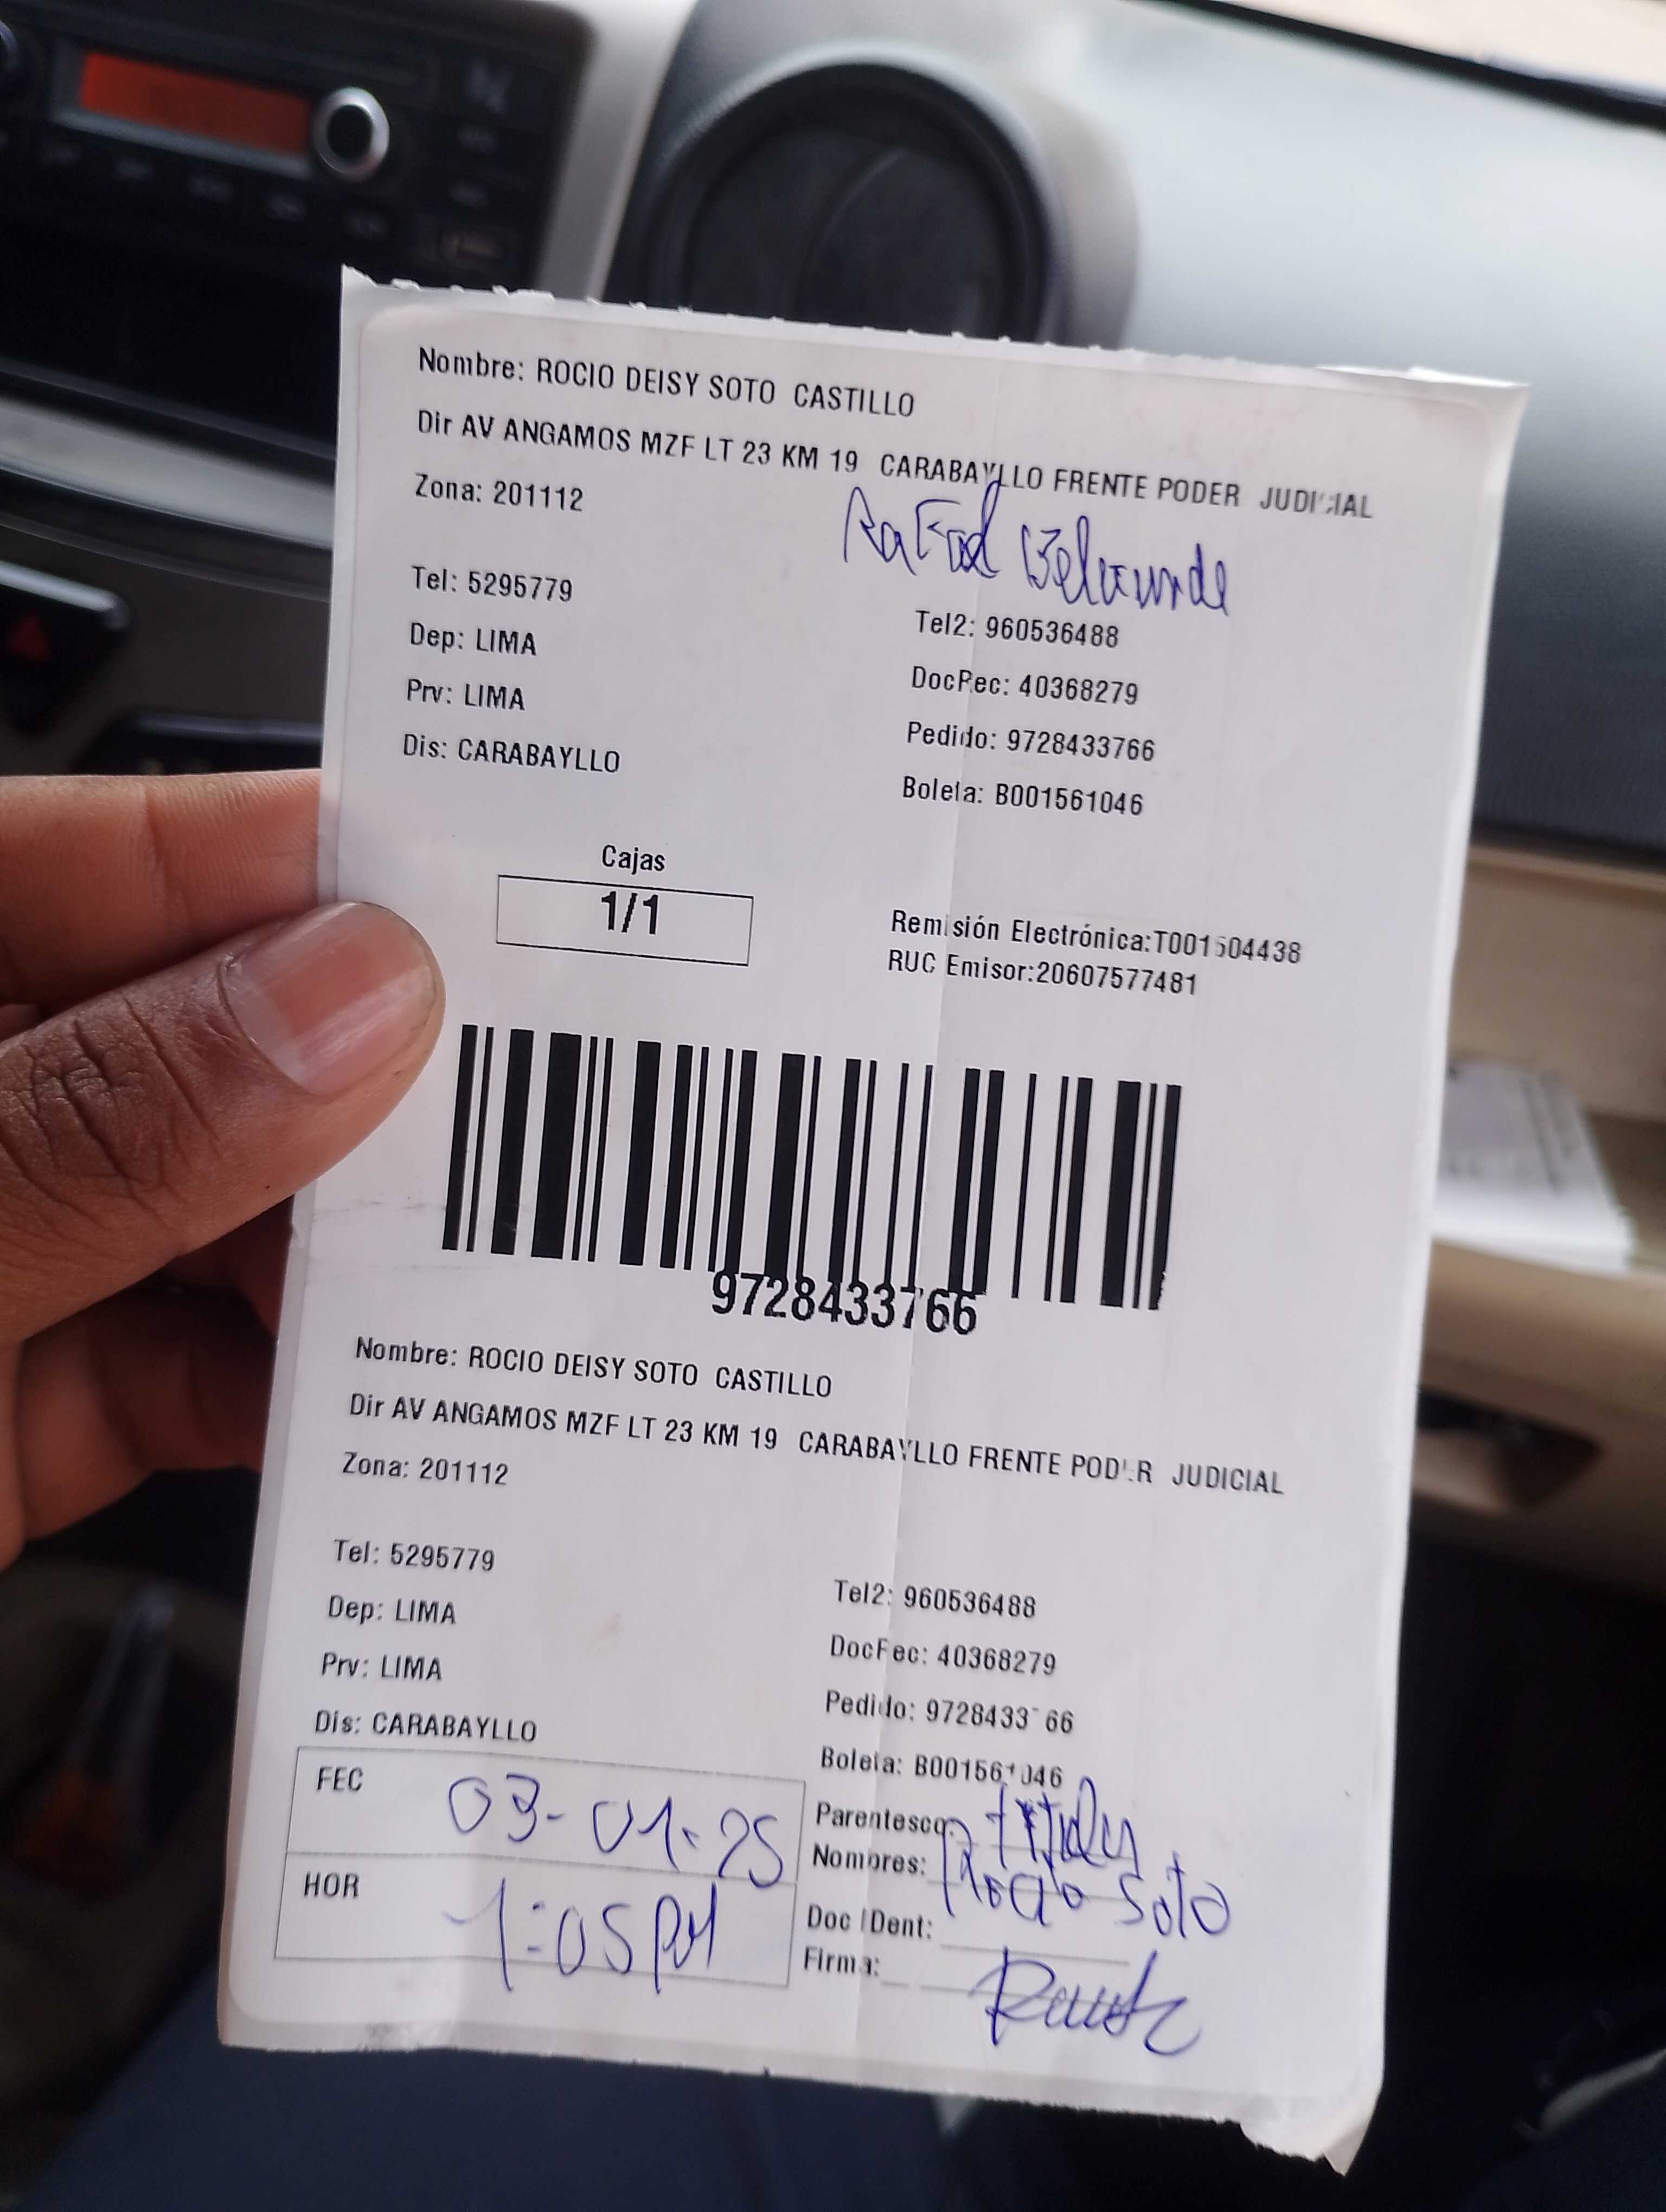 Nombre: ROCIO DEISY SOTO CASTILLO
Dir AV ANGAMOS MZF LT 23 KM 19 CARABAYLLO FRENTE PODER JUDICIAL
Zona: 201112
Rafael Belaunde
Tel: 5295779
Tel2: 960536488
Dep: LIMA
DocRec: 40368279
Prv: LIMA
Pedido: 9728433766
Dis: CARABAYLLO
Boleta: B001561046
Cajas
1/1
Remisión Electrónica:T001504438
RUC Emisor:20607577481
9728433766
Nombre: ROCIO DEISY SOTO CASTILLO
Dir AV ANGAMOS MZF LT 23 KM 19 CARABAYLLO FRENTE PODER JUDICIAL
Zona: 201112
Tel: 5295779
Tel2: 960536488
Dep: LIMA
DocRec: 40368279
Prv: LIMA
Pedido: 9728433766
Dis: CARABAYLLO
Boleta: B001561046
FEC 03-01-25
Parentesco:
Nombres: Rocio Soto
HOR 1:05 PM
Doc IDent:
Firma: